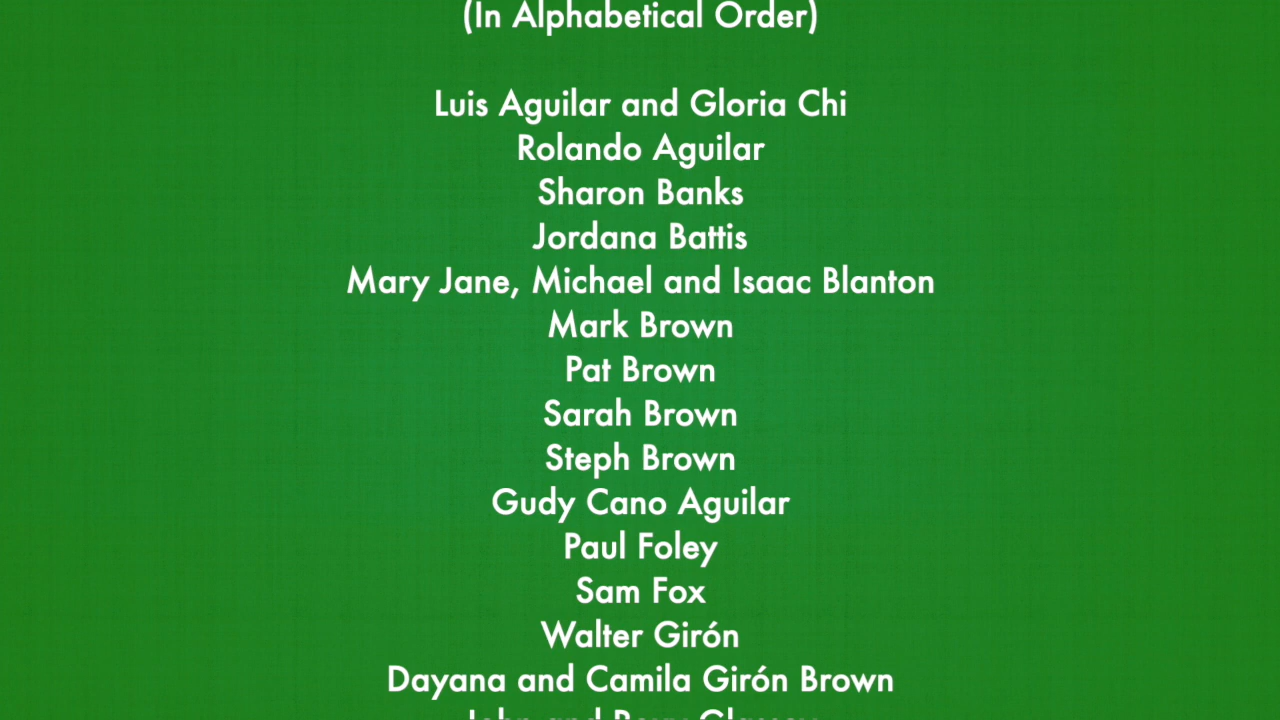 (In Alphabetical Order)
Luis Aguilar and Gloria Chi
Rolando Aguilar
Sharon Banks
Jordana Battis
Mary Jane, Michael and Isaac Blanton
Mark Brown
Pat Brown
Sarah Brown
Steph Brown
Gudy Cano Aguilar
Paul Foley
Sam Fox
Walter Girón
Dayana and Camila Girón Brown
John and